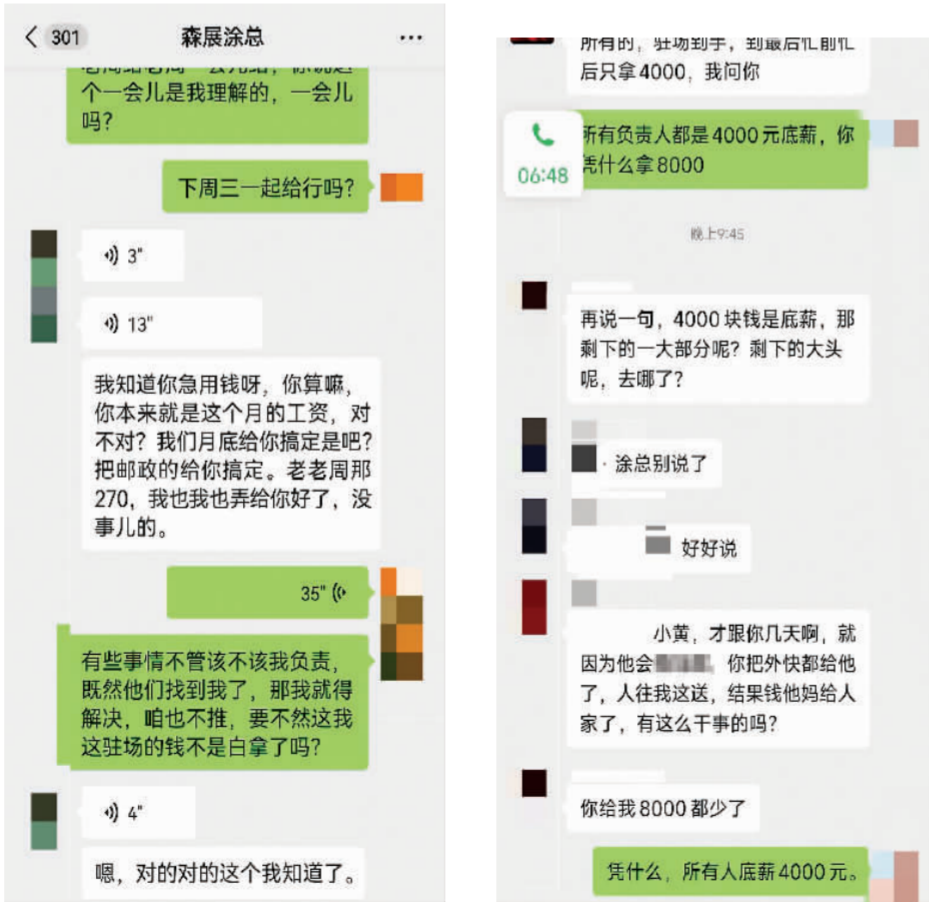 301
森展涂总
个一会儿是我理解的，一会儿
吗？
下周三一起给行吗？
3"
13"
我知道你急用钱呀，你算嘛，
你本来就是这个月的工资，对
不对？我们月底给你搞定是吧？
把邮政的给你搞定。老老周那
270，我也我也弄给你好了，没
事儿的。
35"
有些事情不管该不该我负责，
既然他们找到我了，那我就得
解决，咱也不推，要不然这我
这驻场的钱不是白拿了吗？
4"
嗯，对的对的这个我知道了。
所有的，驻场到手，到最后忙前忙
后只拿4000，我问你
06:48
所有负责人都是4000元底薪，你
凭什么拿8000
晚上9:45
再说一句，4000块钱是底薪，那
剩下的一大部分呢？剩下的大头
呢，去哪了？
涂总别说了
好好说
小黄，才跟你几天啊，就
因为他会，你把外快都给他
了，人往我这送，结果钱他妈给人
家了，有这么干事的吗？
你给我8000都少了
凭什么，所有人底薪4000元。